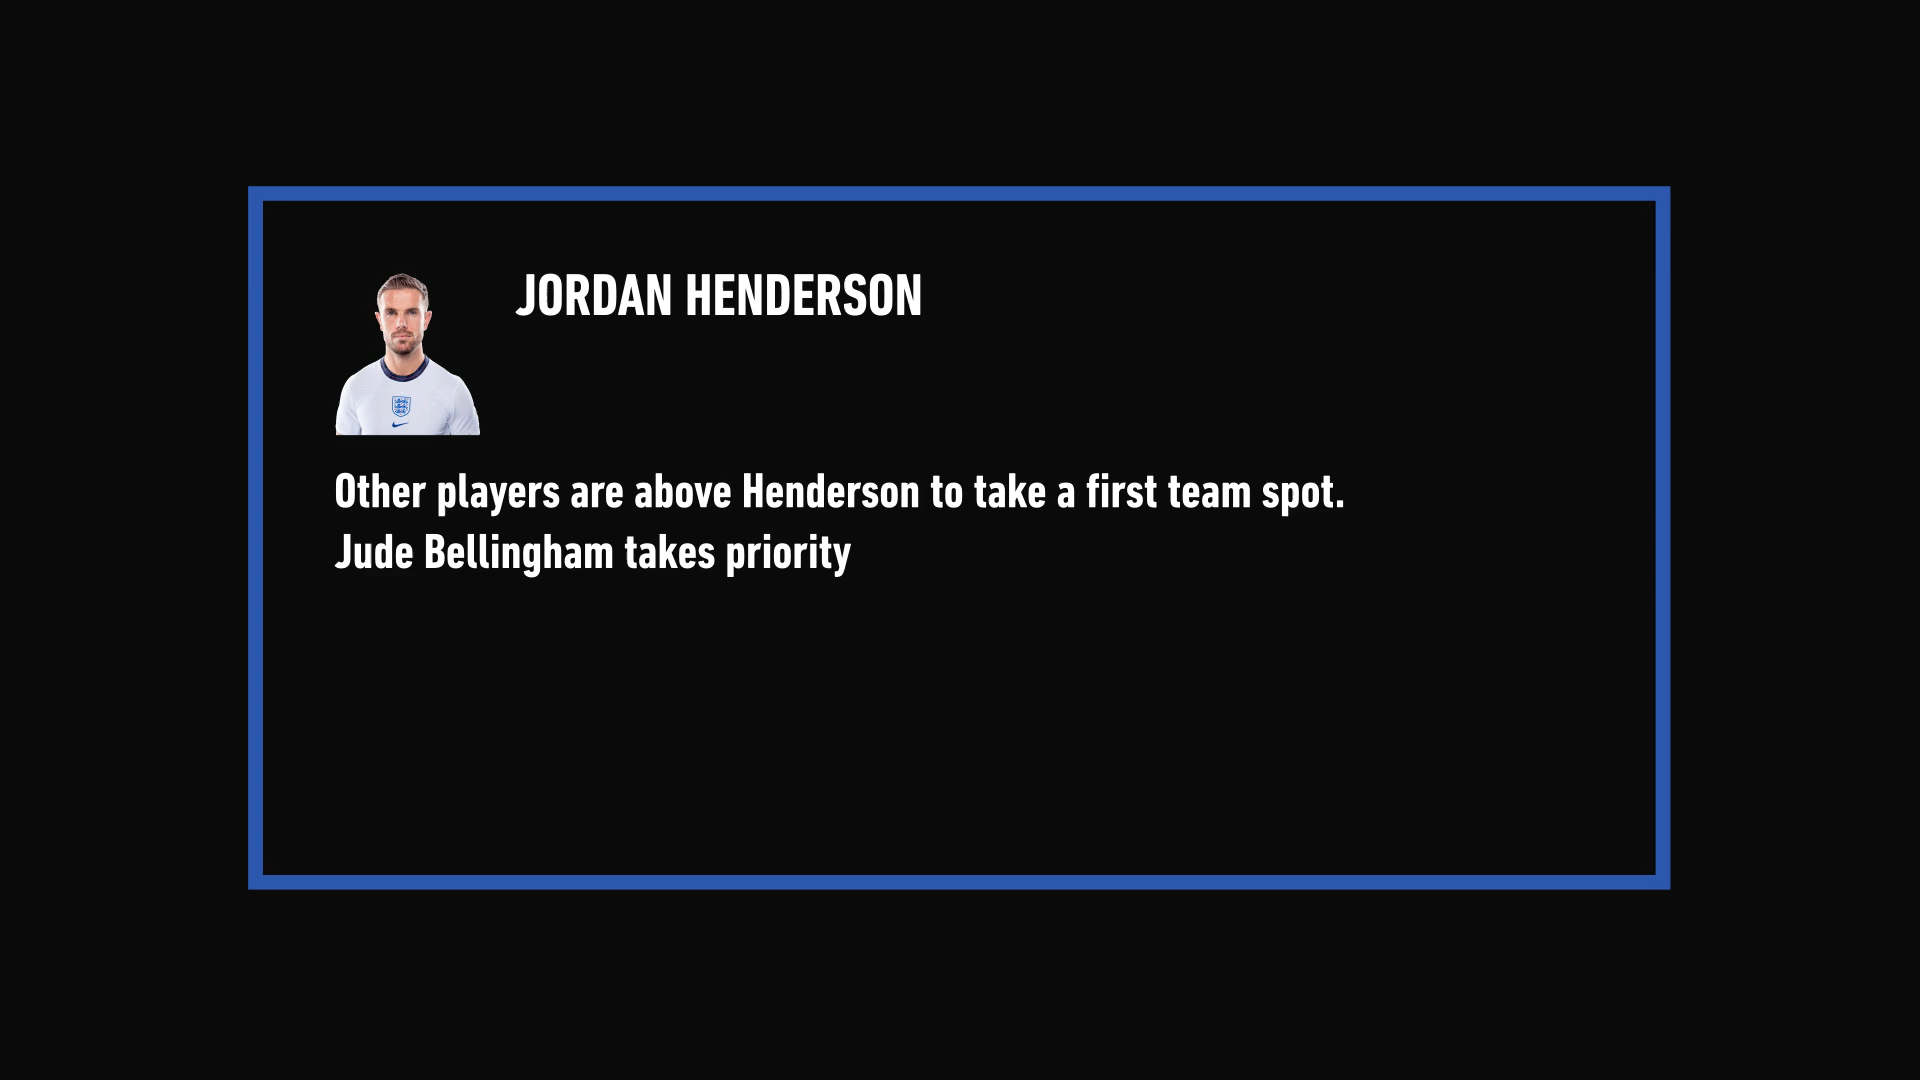 JORDAN HENDERSON
Other players are above Henderson to take a first team spot.
Jude Bellingham takes priority